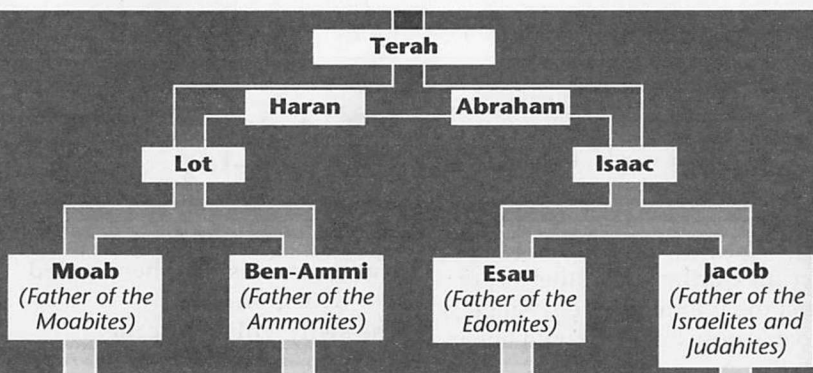 Terah
Haran
Abraham
Lot
Isaac
Moab
(Father of the
Moabites)
Ben-Ammi
(Father of the
Ammonites)
Esau
(Father of the
Edomites)
Jacob
(Father of the
Israelites and
Judahites)